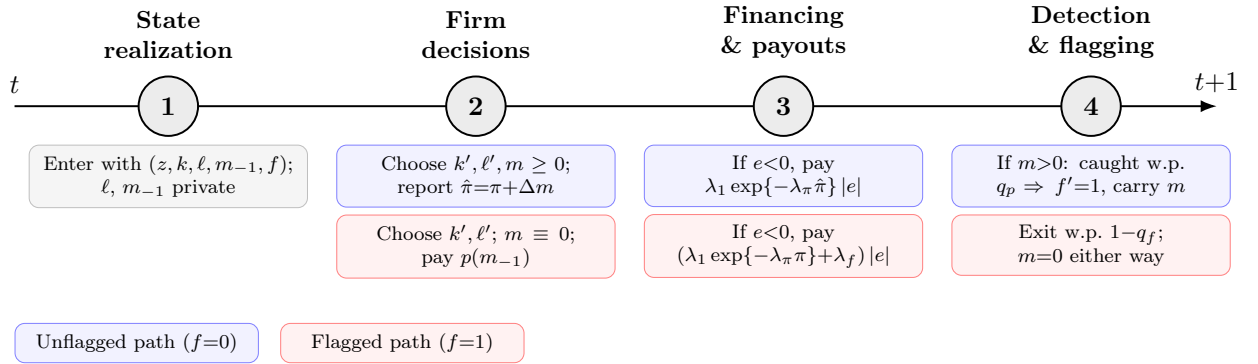 State
realization
Firm
decisions
Financing
& payouts
Detection
& flagging
t
t+1
1
2
3
4
Enter with (z, k, ℓ, m₋₁, f);
ℓ, m₋₁ private
Choose k′, ℓ′, m ≥ 0;
report π̂=π+Δm
If e<0, pay
λ₁ exp{−λ_π π̂} |e|
If m>0: caught w.p.
q_p ⇒ f′=1, carry m
Choose k′, ℓ′; m ≡ 0;
pay p(m₋₁)
If e<0, pay
(λ₁ exp{−λ_π π}+λ_f) |e|
Exit w.p. 1−q_f;
m=0 either way
Unflagged path (f=0)
Flagged path (f=1)